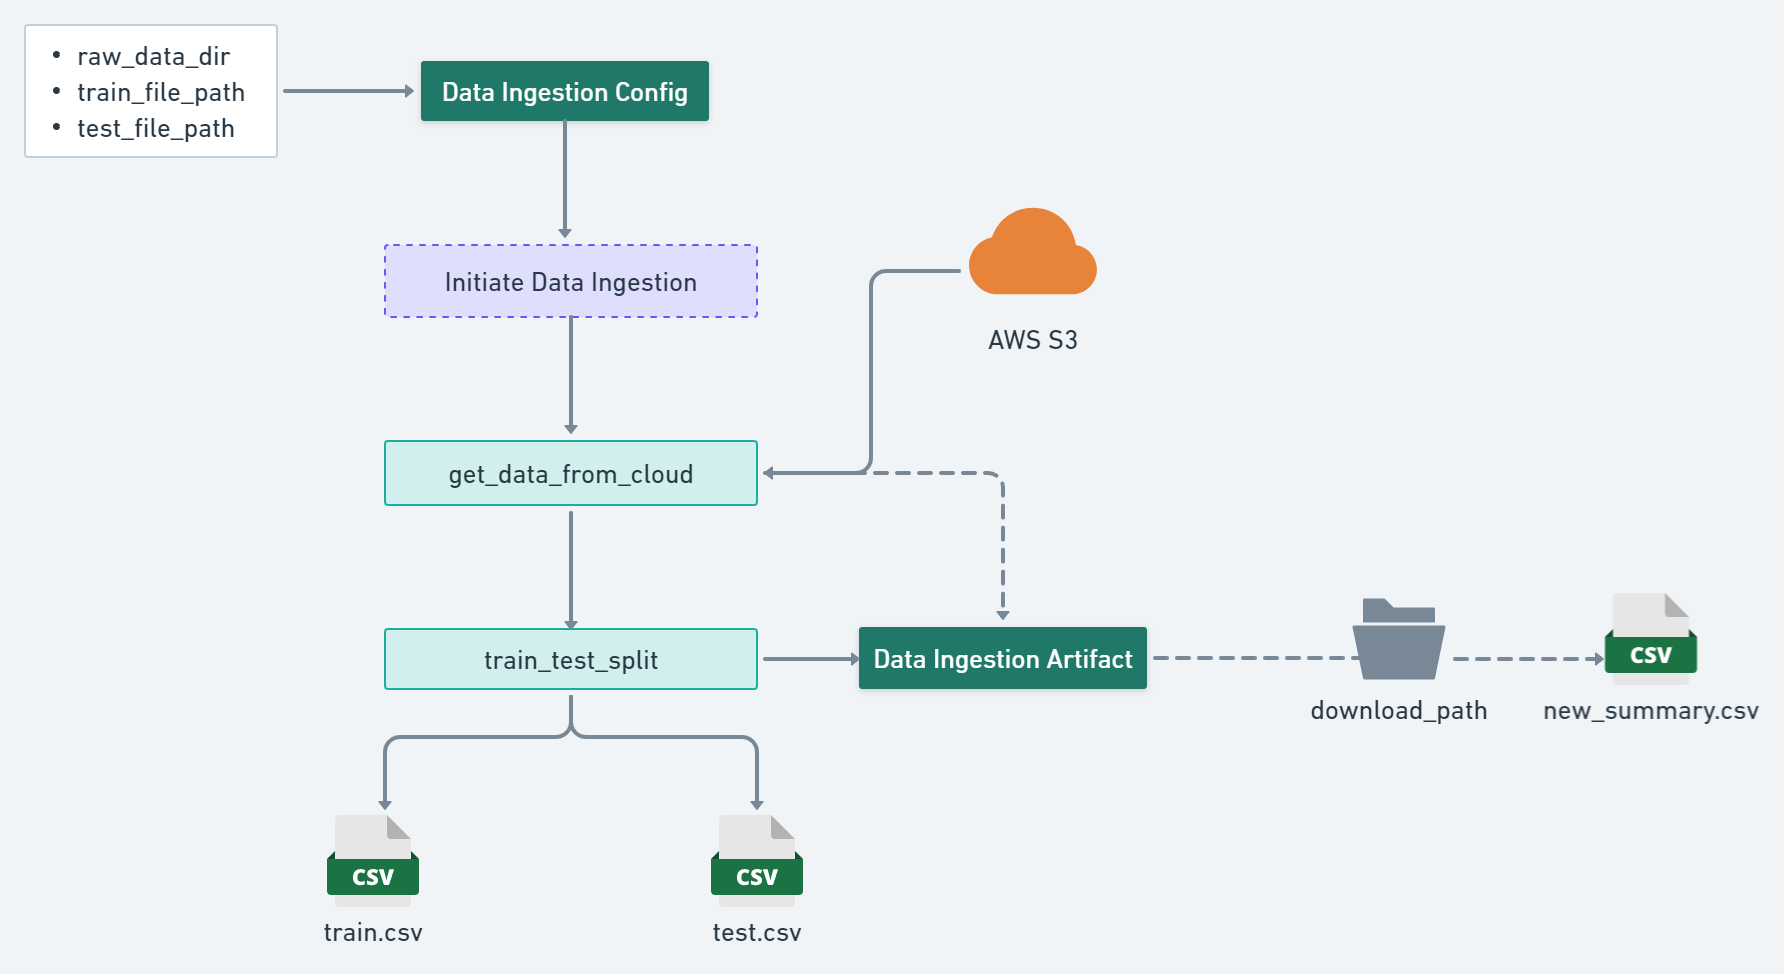 • raw_data_dir
• train_file_path
• test_file_path
Data Ingestion Config
Initiate Data Ingestion
AWS S3
get_data_from_cloud
train_test_split
Data Ingestion Artifact
CSV
download_path
new_summary.csv
CSV
CSV
train.csv
test.csv